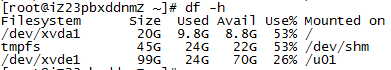 [root@iZ23pbxddnmZ ~]# df -h
Filesystem Size Used Avail Use% Mounted on
/dev/xvda1 20G 9.8G 8.8G 53% /
tmpfs 45G 24G 22G 53% /dev/shm
/dev/xvde1 99G 24G 70G 26% /u01